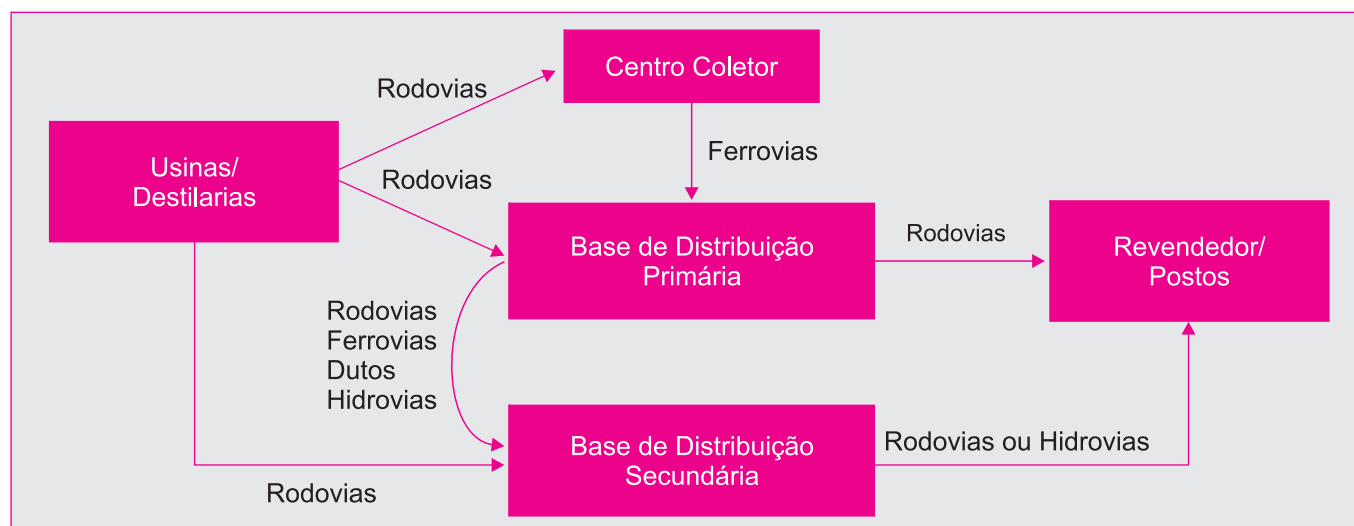 Centro Coletor
Rodovias
Usinas/
Destilarias
Ferrovias
Rodovias
Base de Distribuição
Primária
Rodovias
Revendedor/
Postos
Rodovias
Ferrovias
Dutos
Hidrovias
Base de Distribuição
Secundária
Rodovias ou Hidrovias
Rodovias